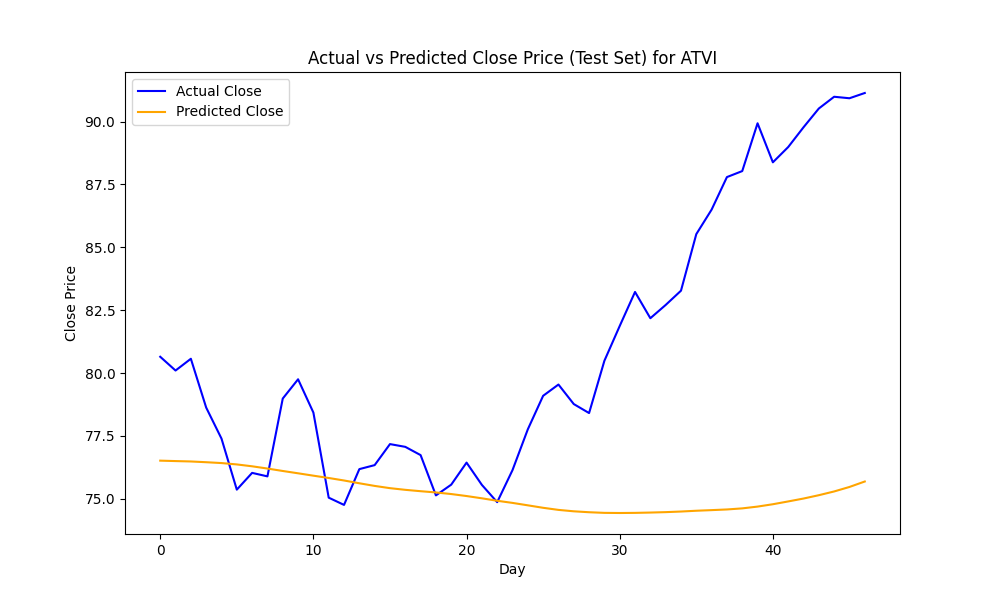 Actual vs Predicted Close Price (Test Set) for ATVI
Actual Close
Predicted Close
90.0
87.5
85.0
82.5
80.0
77.5
75.0
Close Price
0 10 20 30 40
Day